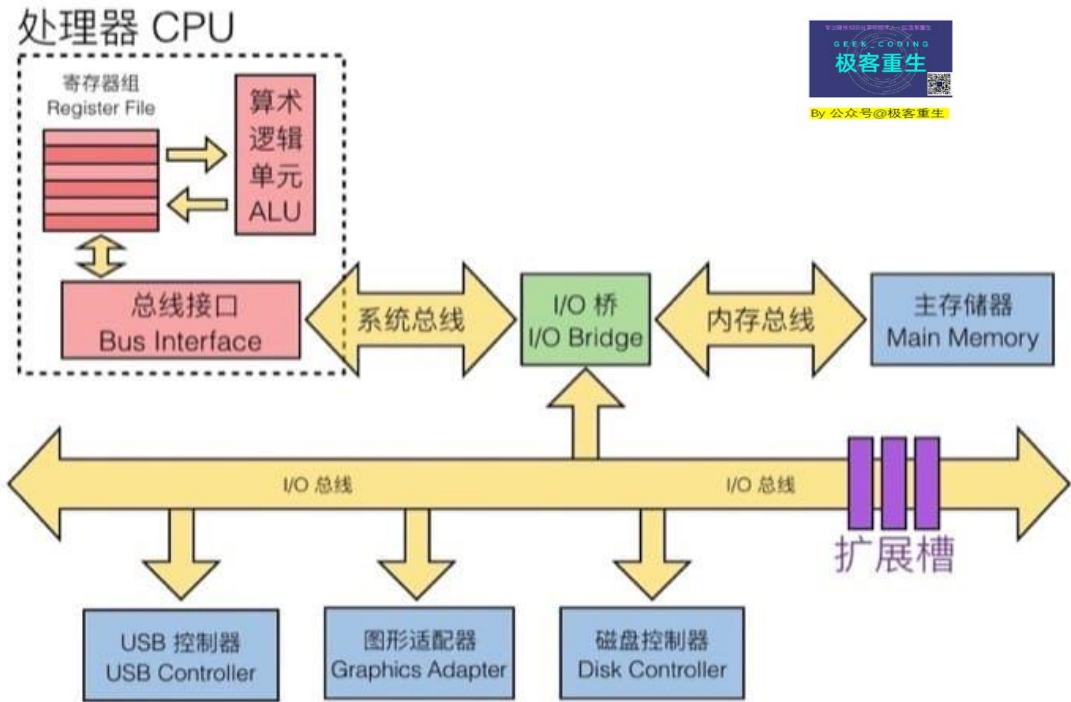 处理器 CPU
GEEK CODING
极客重生
By 公众号@极客重生
寄存器组
Register File
算术
逻辑
单元
ALU
总线接口
Bus Interface
系统总线
I/O 桥
I/O Bridge
内存总线
主存储器
Main Memory
I/O 总线
I/O 总线
扩展槽
USB 控制器
USB Controller
图形适配器
Graphics Adapter
磁盘控制器
Disk Controller